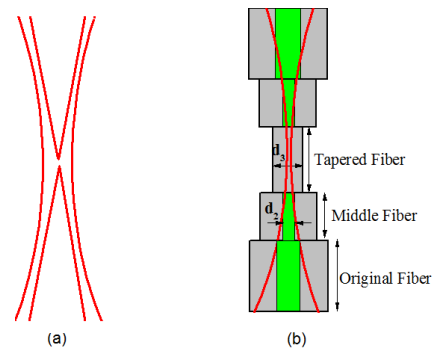 d3
Tapered Fiber
d2
Middle Fiber
Original Fiber
(a)
(b)